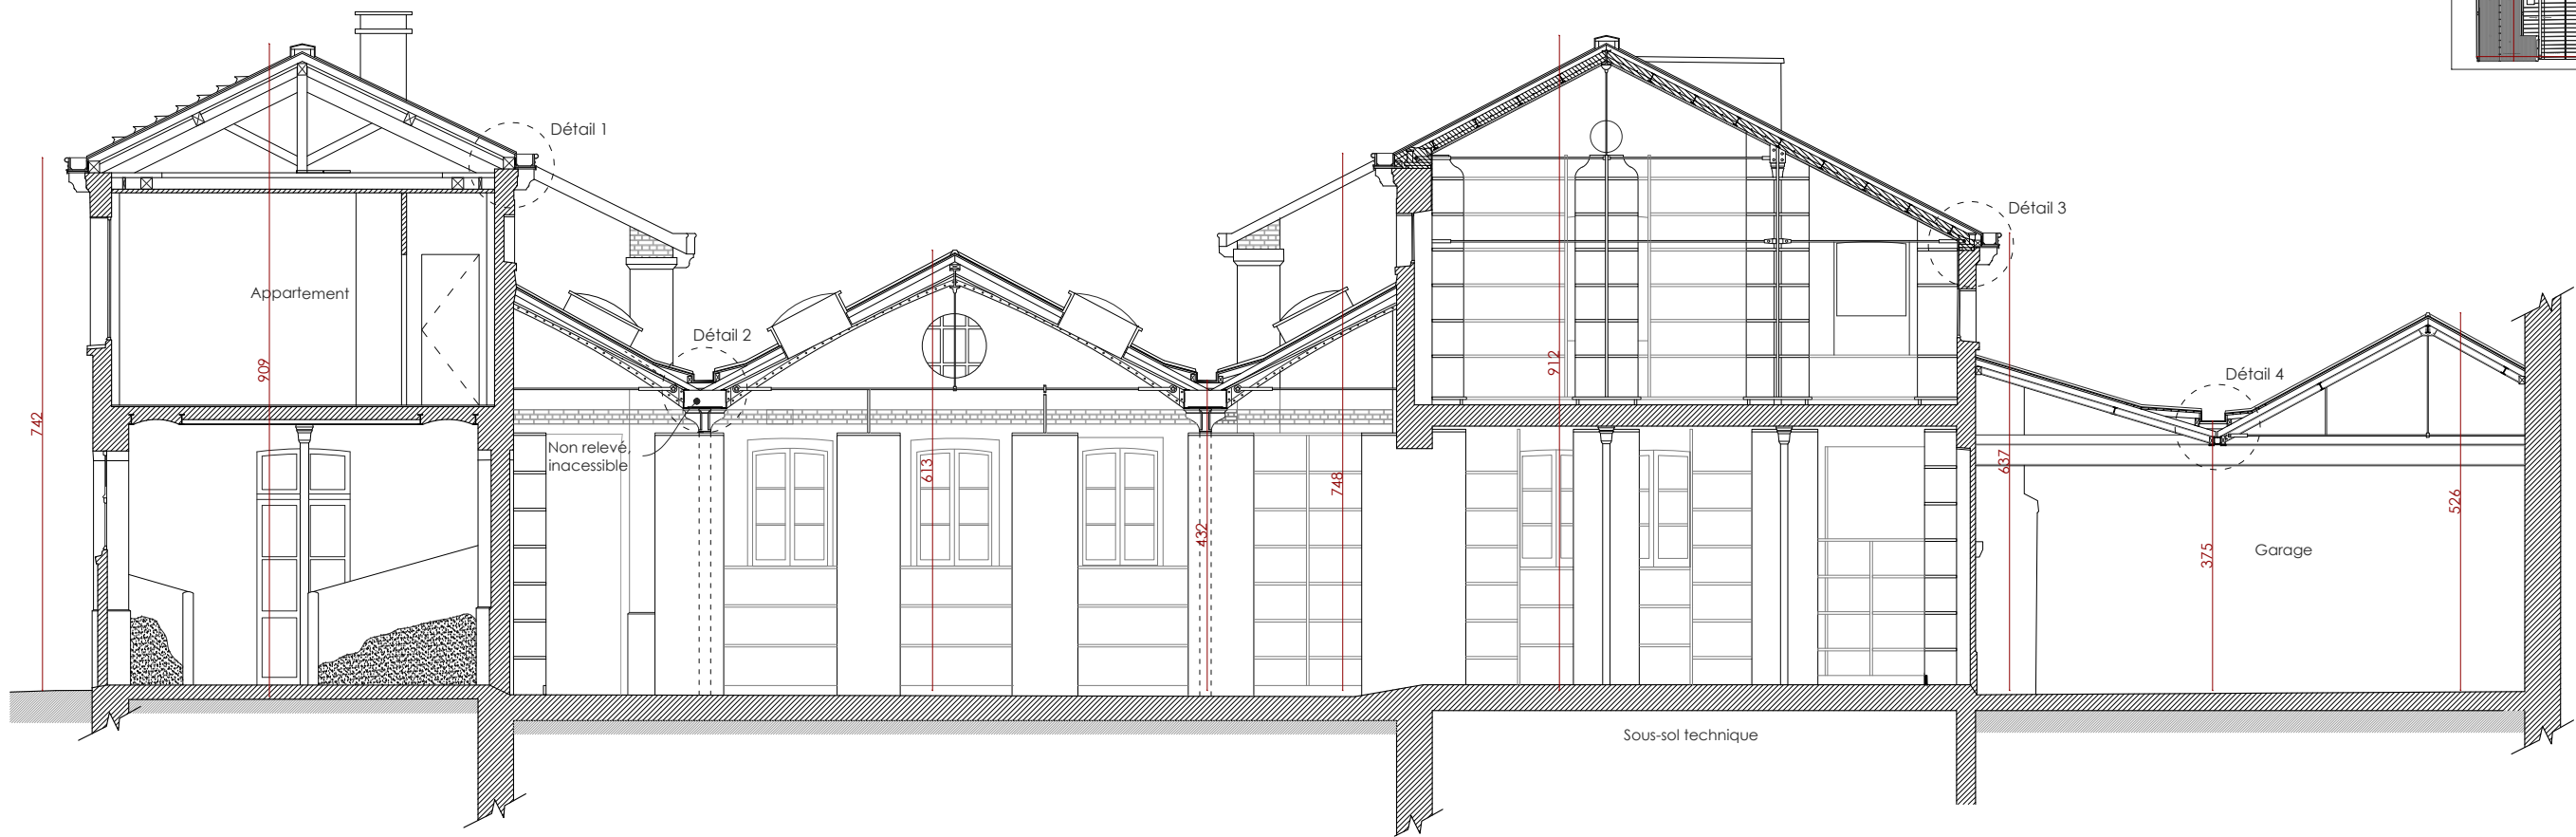 Détail 1
Détail 3
Appartement
Détail 2
Détail 4
909
912
742
Non relevé,
inacessible
613
748
637
526
432
375
Garage
Sous-sol technique